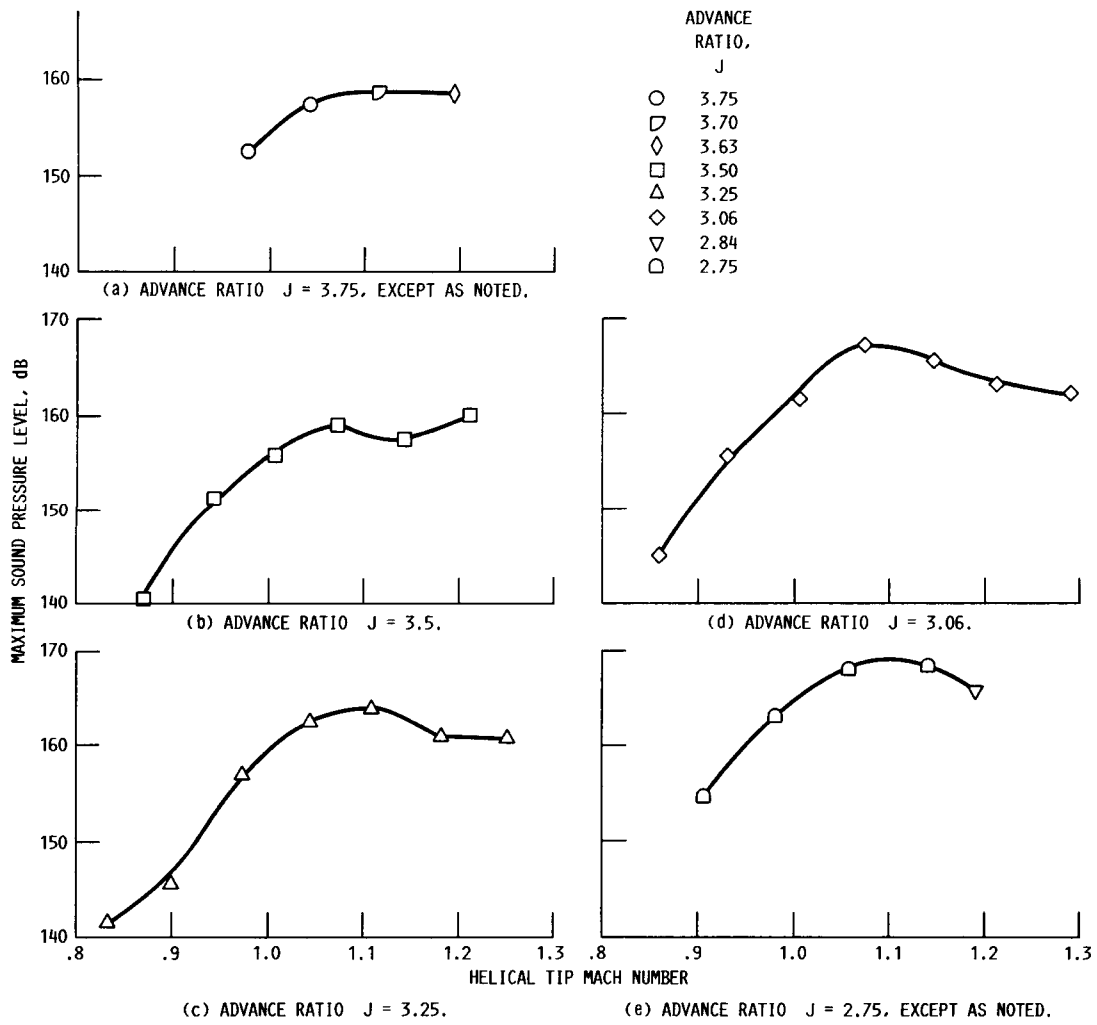 ADVANCE
RATIO,
J
3.75
3.70
3.63
3.50
3.25
3.06
2.84
2.75
160
150
140
(a) ADVANCE RATIO J = 3.75, EXCEPT AS NOTED.
MAXIMUM SOUND PRESSURE LEVEL, dB
170
160
150
140
(b) ADVANCE RATIO J = 3.5.
(d) ADVANCE RATIO J = 3.06.
170
160
150
140
.8 .9 1.0 1.1 1.2 1.3
.8 .9 1.0 1.1 1.2 1.3
HELICAL TIP MACH NUMBER
(c) ADVANCE RATIO J = 3.25.
(e) ADVANCE RATIO J = 2.75, EXCEPT AS NOTED.